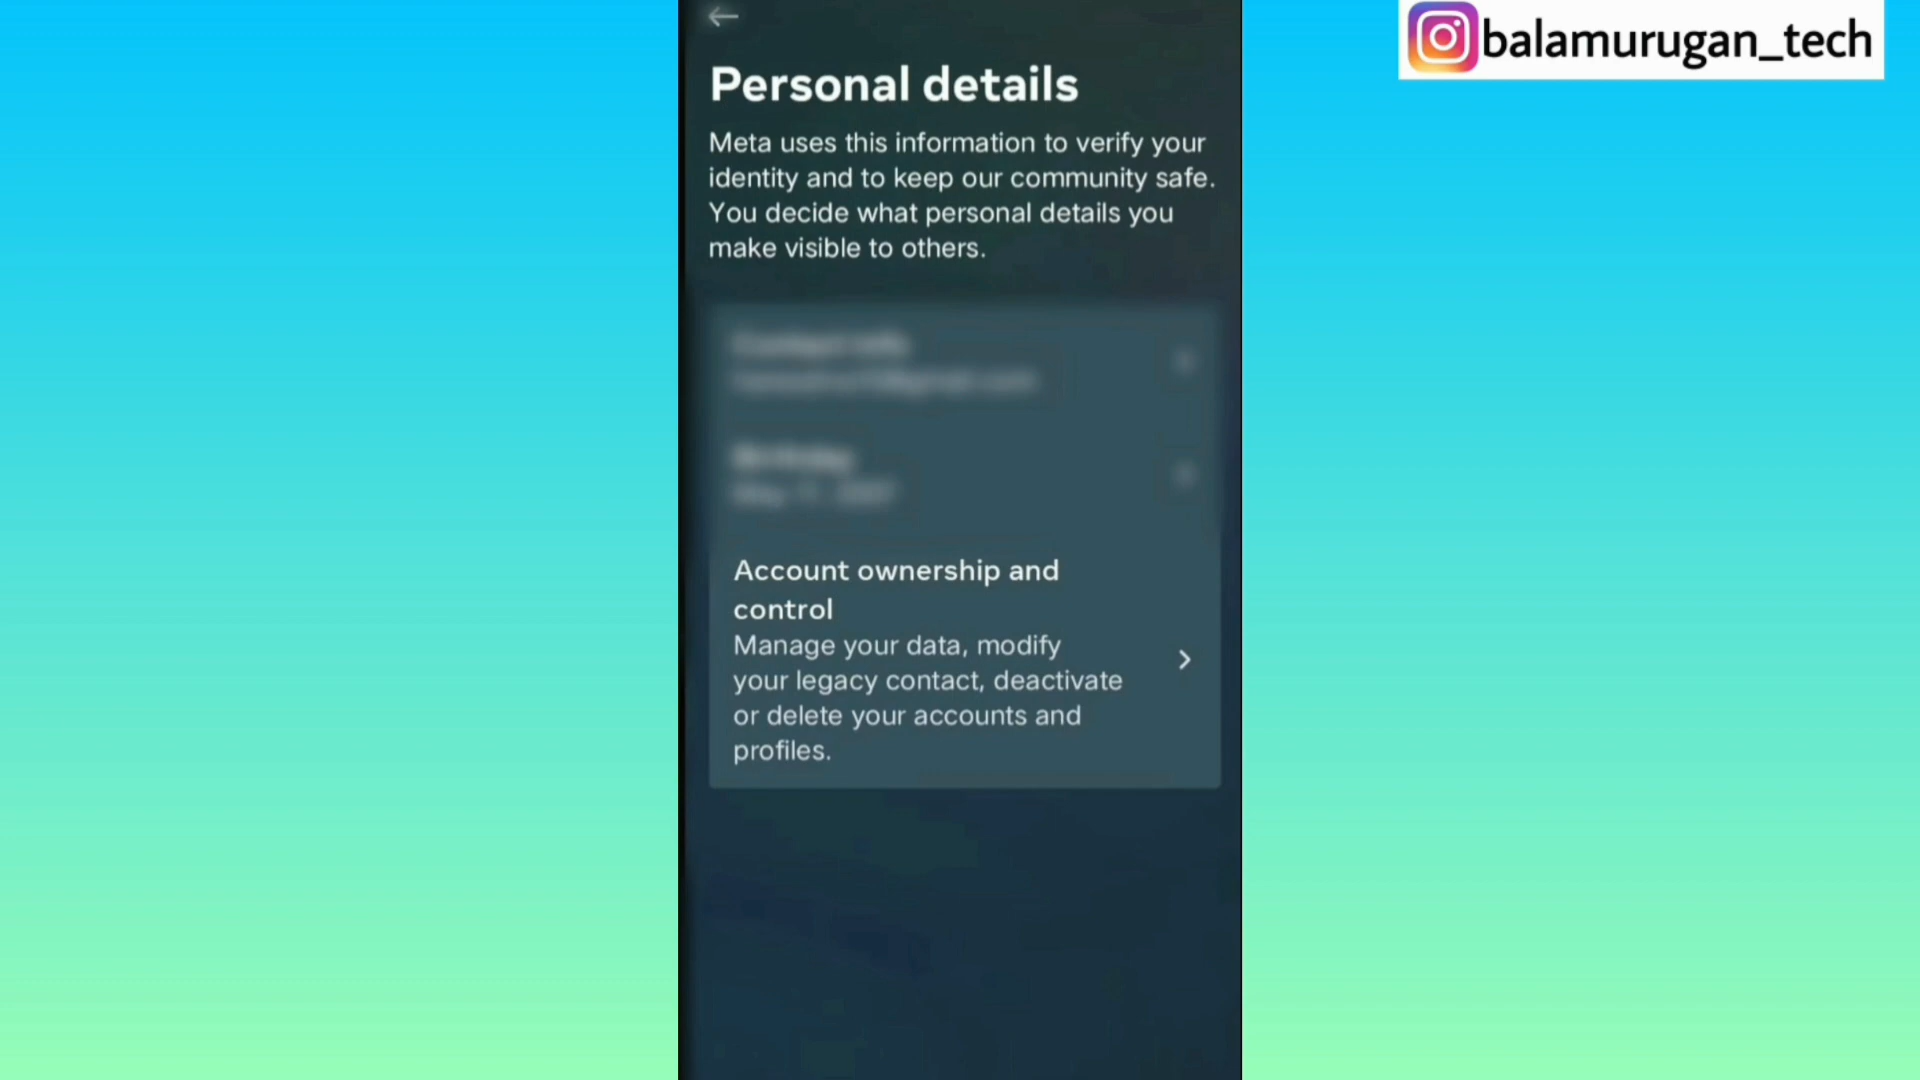 balamurugan_tech
Personal details
Meta uses this information to verify your
identity and to keep our community safe.
You decide what personal details you
make visible to others.
Account ownership and
control
Manage your data, modify
your legacy contact, deactivate
or delete your accounts and
profiles.